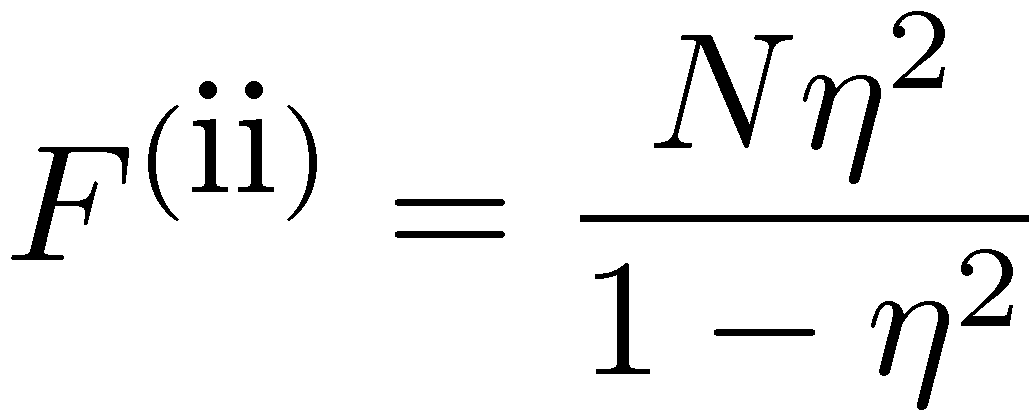 F^{(ii)} = \frac{N\eta^2}{1 - \eta^2}